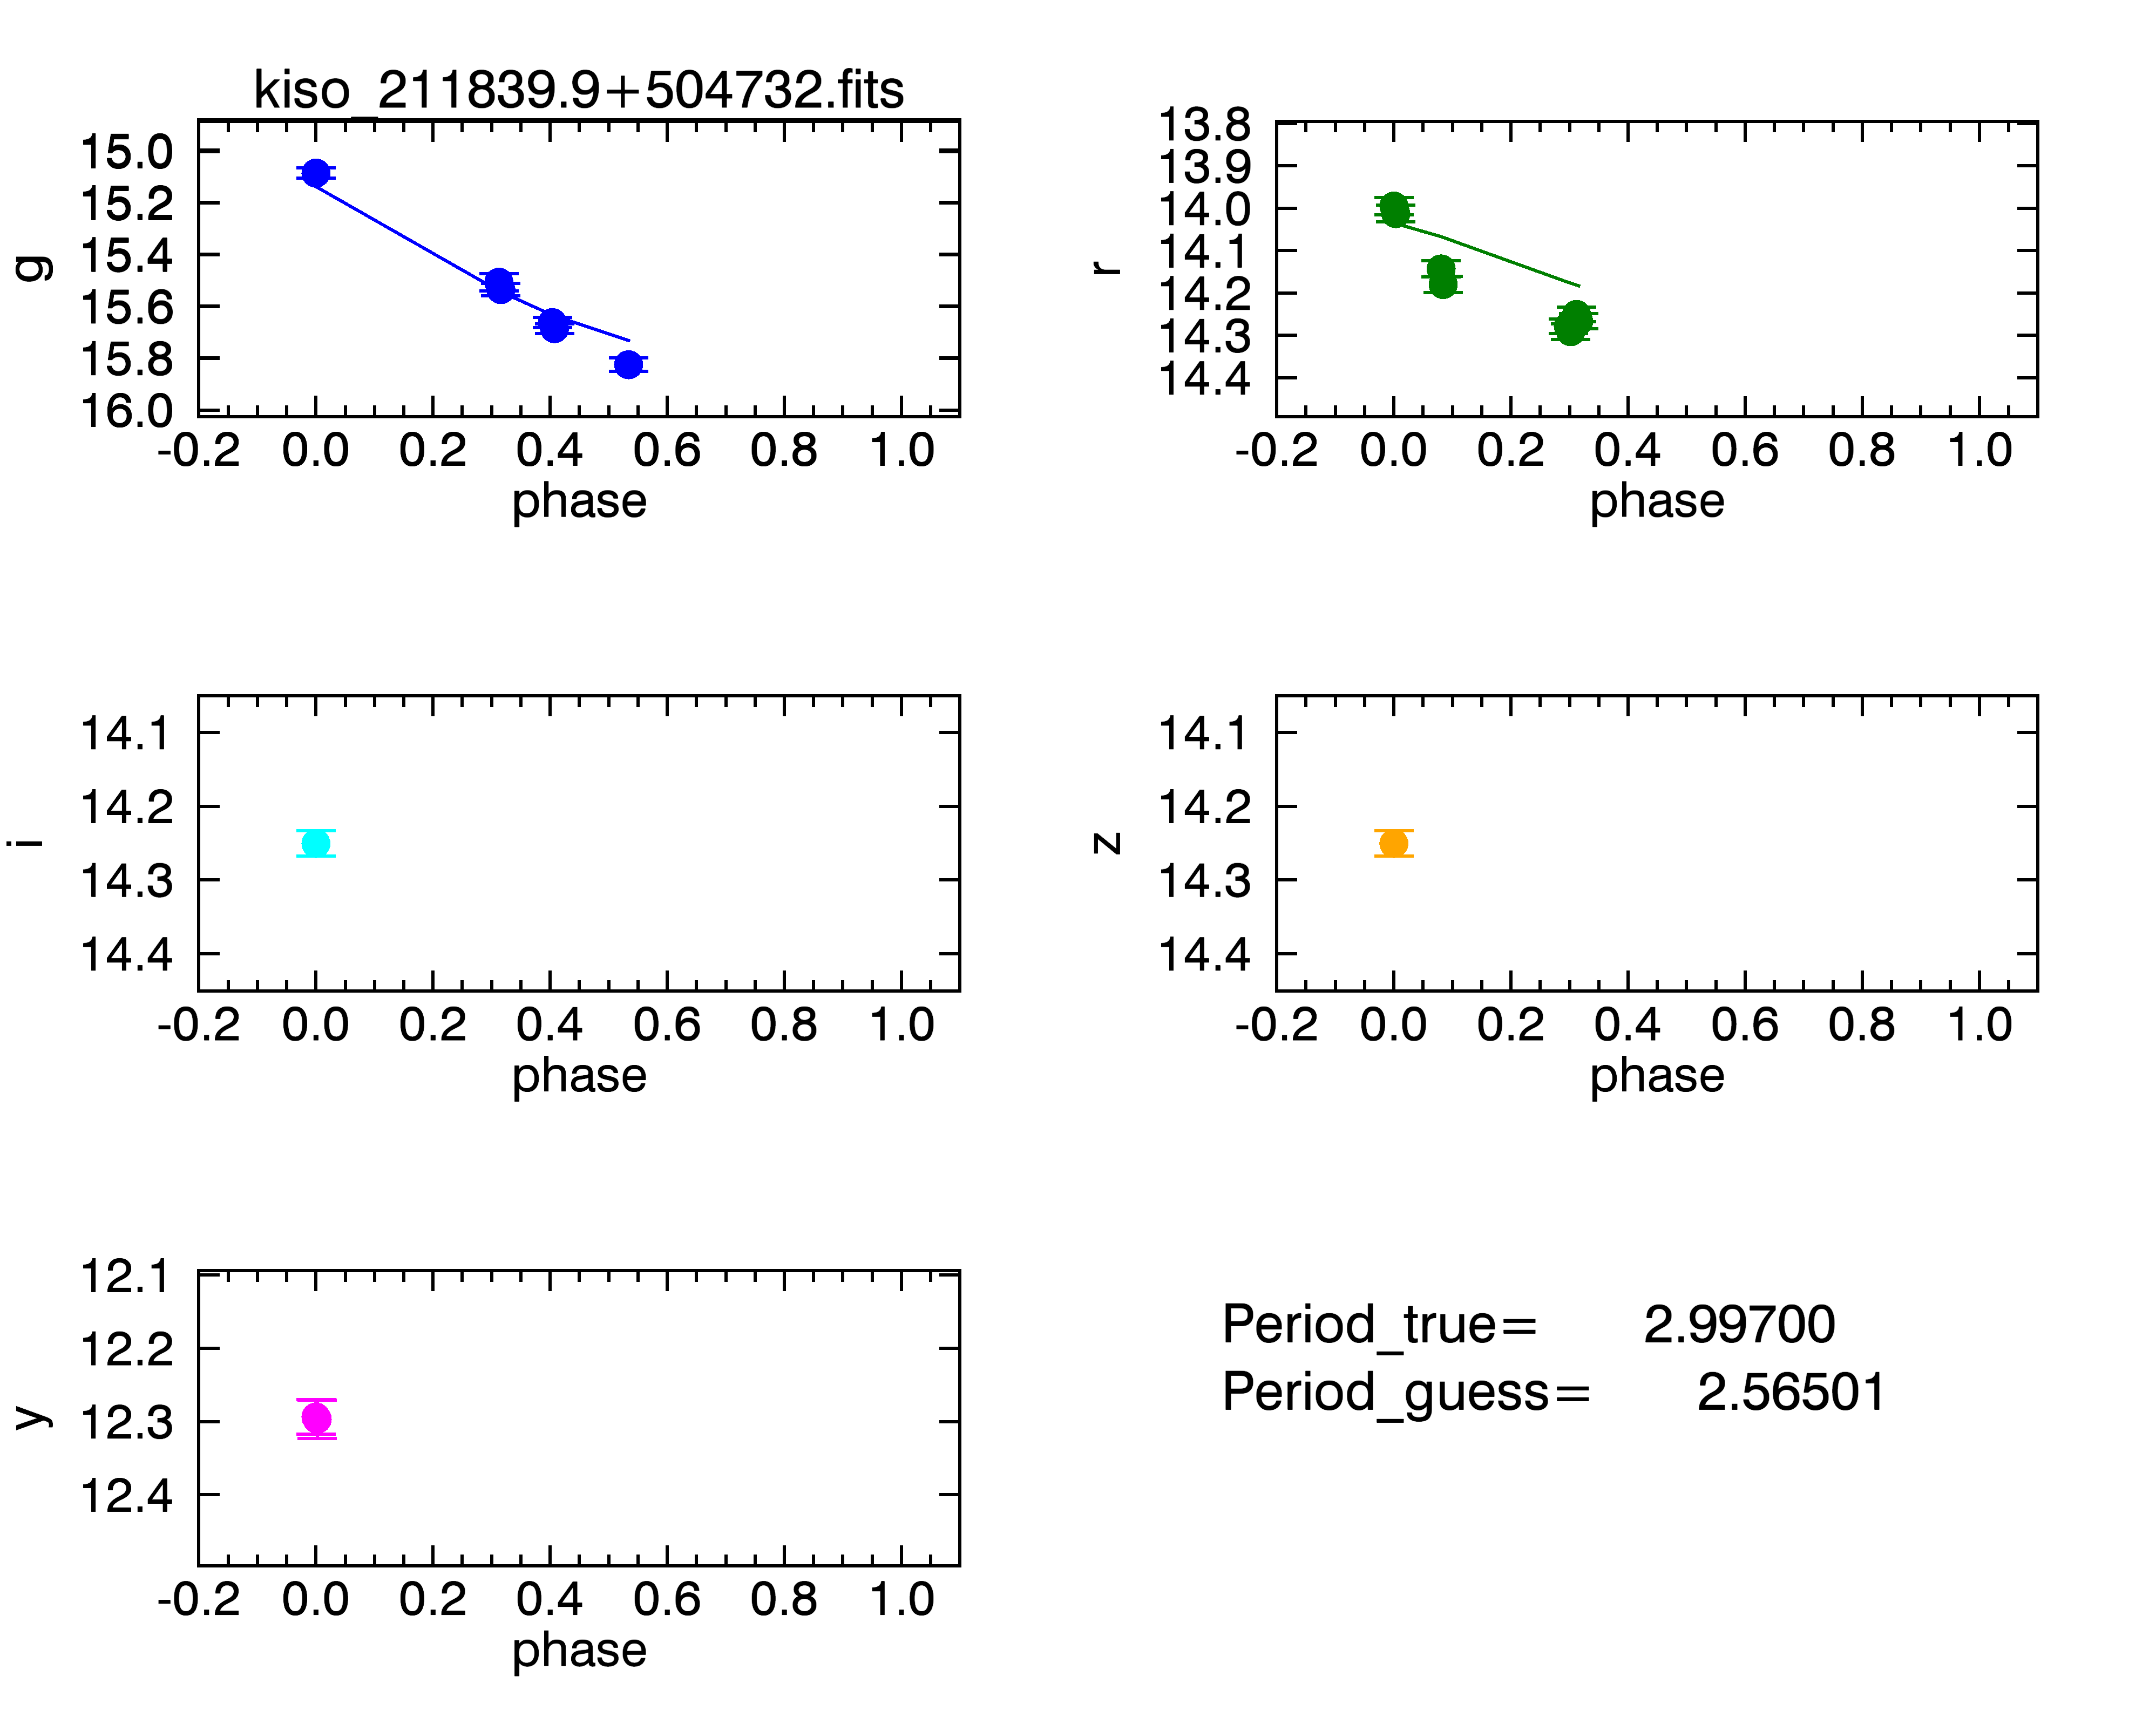 kiso_211839.9+504732.fits
15.0
15.2
15.4
15.6
15.8
16.0
g
-0.2 0.0 0.2 0.4 0.6 0.8 1.0
phase
13.8
13.9
14.0
14.1
14.2
14.3
14.4
r
-0.2 0.0 0.2 0.4 0.6 0.8 1.0
phase
14.1
14.2
14.3
14.4
i
-0.2 0.0 0.2 0.4 0.6 0.8 1.0
phase
14.1
14.2
14.3
14.4
z
-0.2 0.0 0.2 0.4 0.6 0.8 1.0
phase
12.1
12.2
12.3
12.4
y
-0.2 0.0 0.2 0.4 0.6 0.8 1.0
phase
Period_true= 2.99700
Period_guess= 2.56501